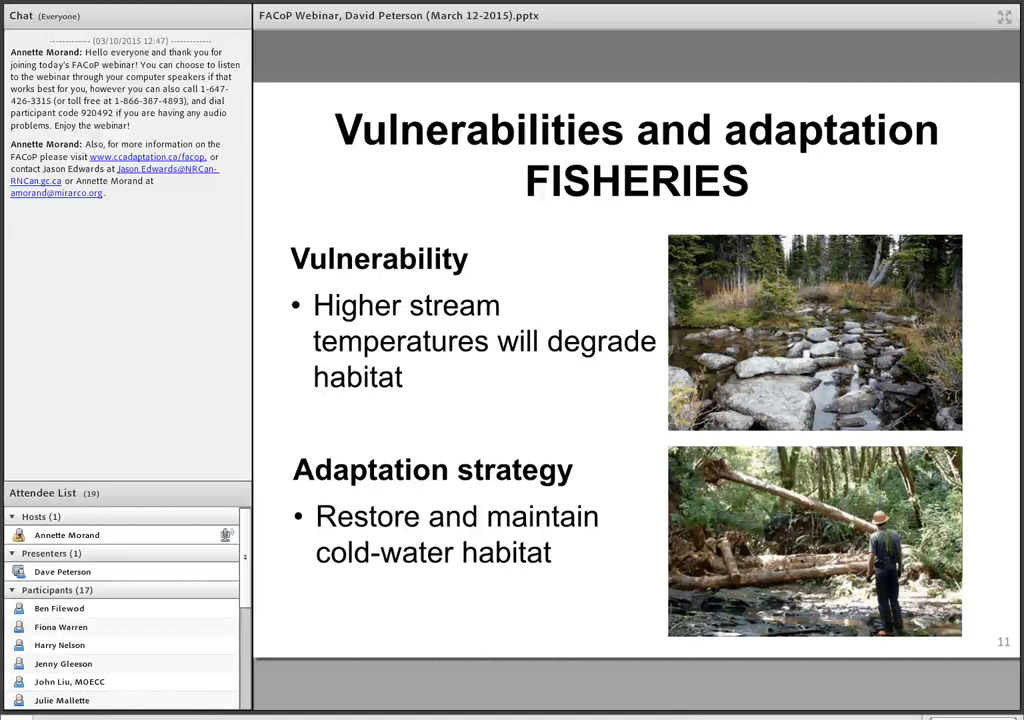 Chat (Everyone)
------------- (03/10/2015 12:47) -------------
Annette Morand: Hello everyone and thank you for
joining today's FACoP webinar! You can choose to listen
to the webinar through your computer speakers if that
works best for you, however you can also call 1-647-
426-3315 (or toll free at 1-866-387-4893), and dial
participant code 920492 if you are having any audio
problems. Enjoy the webinar!
Annette Morand: Also, for more information on the
FACoP please visit www.ccadaptation.ca/facop, or
contact Jason Edwards at Jason.Edwards@NRCan-
RNCan.gc.ca or Annette Morand at
amorand@mirarco.org.
Attendee List (19)
Hosts (1)
Annette Morand
Presenters (1)
Dave Peterson
Participants (17)
Ben Filewod
Fiona Warren
Harry Nelson
Jenny Gleeson
John Liu, MOECC
Julie Mallette
FACoP Webinar, David Peterson (March 12-2015).pptx
Vulnerabilities and adaptation
FISHERIES
Vulnerability
• Higher stream
temperatures will degrade
habitat
Adaptation strategy
• Restore and maintain
cold-water habitat
11